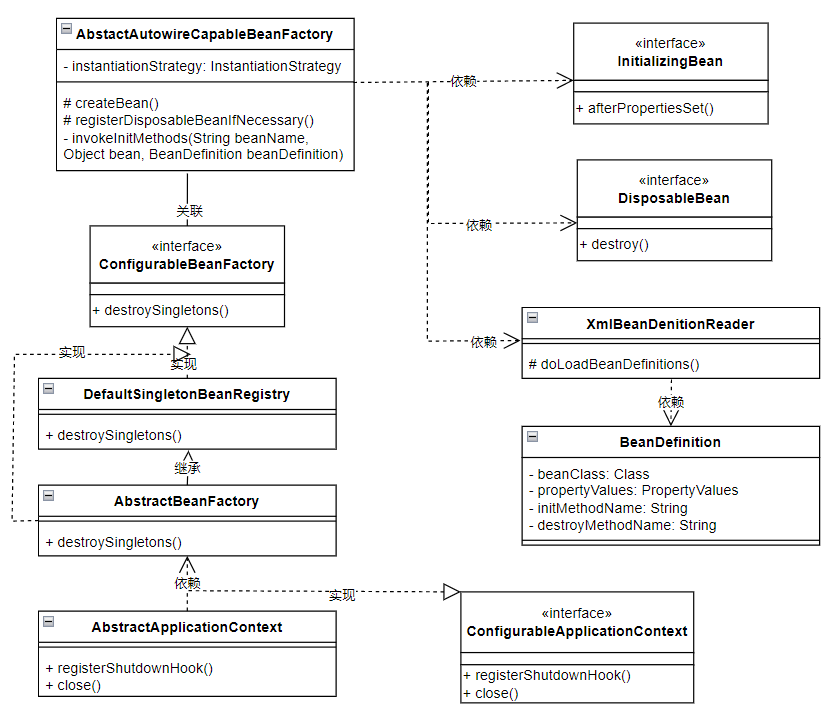 AbstactAutowireCapableBeanFactory
- instantiationStrategy: InstantiationStrategy
# createBean()
# registerDisposableBeanIfNecessary()
- invokeInitMethods(String beanName,
Object bean, BeanDefinition beanDefinition)
依赖
«interface»
InitializingBean
+ afterPropertiesSet()
依赖
«interface»
DisposableBean
+ destroy()
关联
«interface»
ConfigurableBeanFactory
+ destroySingletons()
依赖
XmlBeanDenitionReader
# doLoadBeanDefinitions()
实现
实现
DefaultSingletonBeanRegistry
+ destroySingletons()
依赖
BeanDefinition
- beanClass: Class
- propertyValues: PropertyValues
- initMethodName: String
- destroyMethodName: String
继承
AbstractBeanFactory
+ destroySingletons()
依赖
实现
AbstractApplicationContext
+ registerShutdownHook()
+ close()
«interface»
ConfigurableApplicationContext
+ registerShutdownHook()
+ close()